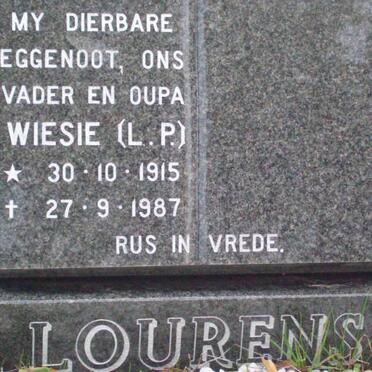 MY DIERBARE
EGGENOOT, ONS
VADER EN OUPA
WIESIE (L.P.)
★ 30·10·1915
† 27·9·1987
RUS IN VREDE.
LOURENS